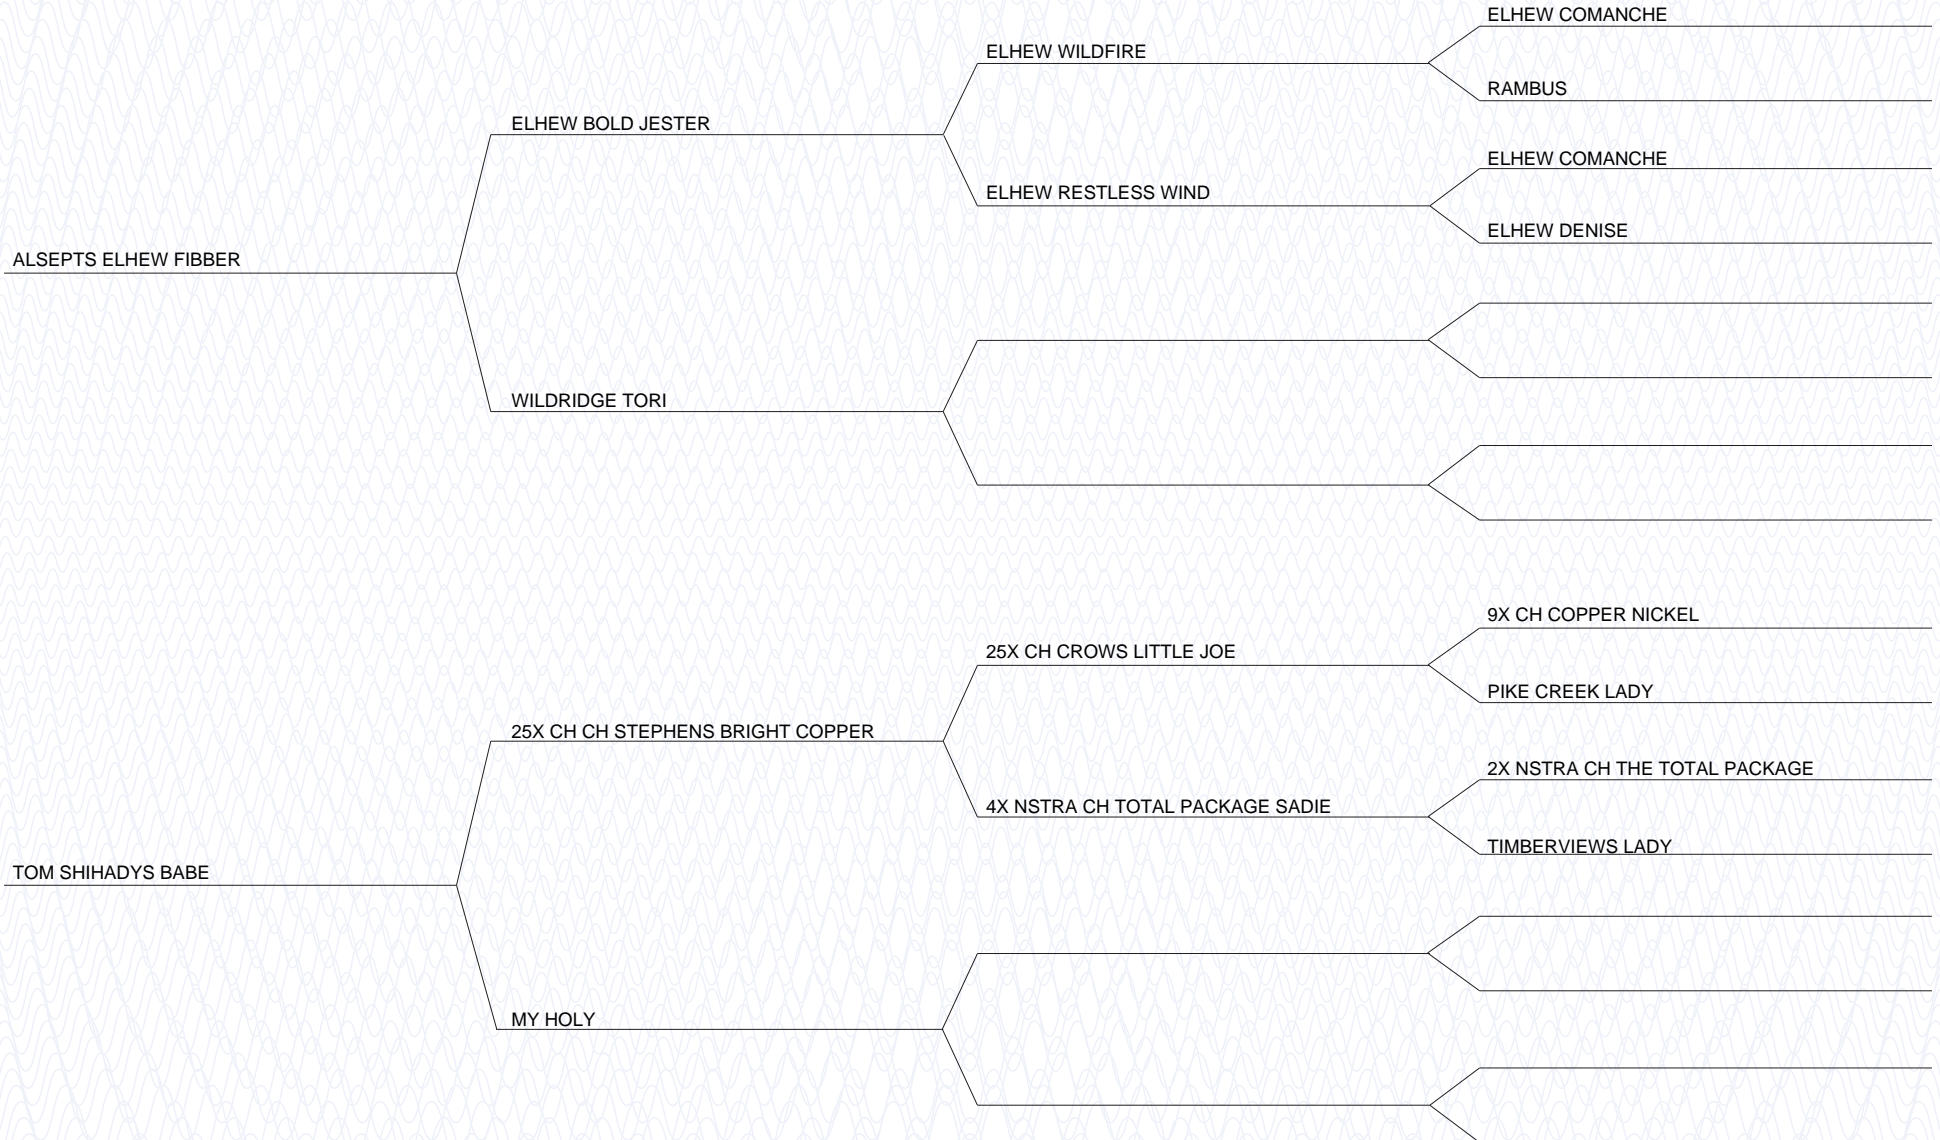 ELHEW COMANCHE
ELHEW WILDFIRE
RAMBUS
ELHEW BOLD JESTER
ELHEW COMANCHE
ELHEW RESTLESS WIND
ELHEW DENISE
ALSEPTS ELHEW FIBBER
WILDRIDGE TORI
9X CH COPPER NICKEL
25X CH CROWS LITTLE JOE
PIKE CREEK LADY
25X CH CH STEPHENS BRIGHT COPPER
2X NSTRA CH THE TOTAL PACKAGE
4X NSTRA CH TOTAL PACKAGE SADIE
TIMBERVIEWS LADY
TOM SHIHADYS BABE
MY HOLY